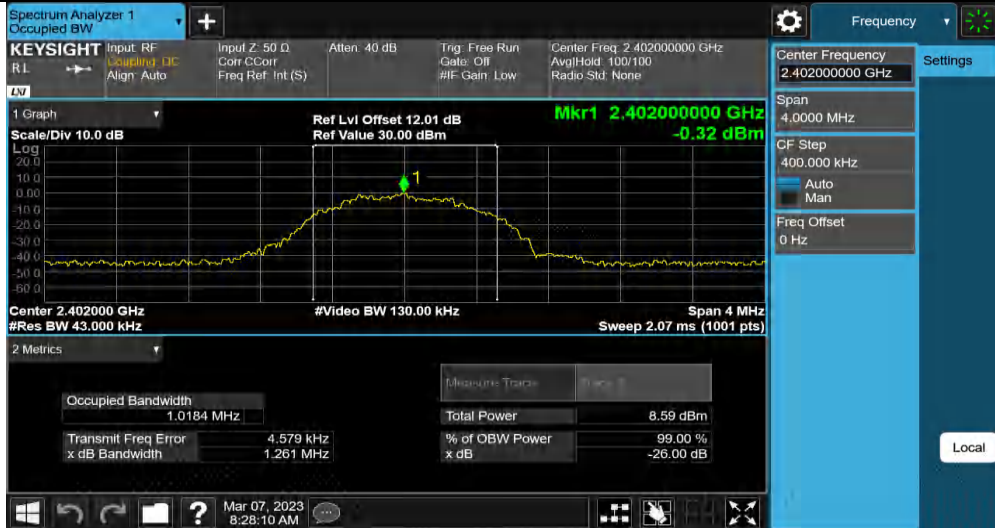 Spectrum Analyzer 1
Occupied BW
Frequency
KEYSIGHT
RL
LXI
Input: RF
Coupling: DC
Align: Auto
Input Z: 50 Ω
Corr CCorr
Freq Ref: Int (S)
Atten: 40 dB
Trig: Free Run
Gate: Off
#IF Gain: Low
Center Freq: 2.402000000 GHz
Avg|Hold: 100/100
Radio Std: None
Center Frequency
2.402000000 GHz
Settings
Span
4.0000 MHz
CF Step
400.000 kHz
Auto
Man
Freq Offset
0 Hz
Local
1 Graph
Scale/Div 10.0 dB
Ref Lvl Offset 12.01 dB
Ref Value 30.00 dBm
Mkr1 2.402000000 GHz
-0.32 dBm
Log
20.0
10.0
0.00
-10.0
-20.0
-30.0
-40.0
-50.0
-60.0
1
Center 2.402000 GHz
#Res BW 43.000 kHz
#Video BW 130.00 kHz
Span 4 MHz
Sweep 2.07 ms (1001 pts)
2 Metrics
Measure Trace
Occupied Bandwidth
1.0184 MHz
Transmit Freq Error 4.579 kHz
x dB Bandwidth 1.261 MHz
Total Power 8.59 dBm
% of OBW Power 99.00 %
x dB -26.00 dB
?
Mar 07, 2023
8:28:10 AM